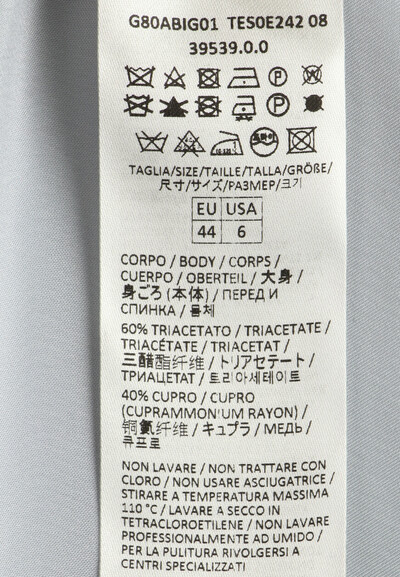 G80ABIG01 TES0E242 08
39539.0.0
TAGLIA/SIZE/TAILLE/TALLA/GRÖßE/
尺寸/サイズ/РАЗМЕР/크기
EU USA
44 6
CORPO / BODY / CORPS /
CUERPO / OBERTEIL / 大身 /
身ごろ (本体) / ПЕРЕД И
СПИНКА / 몸체
60% TRIACETATO / TRIACETATE /
TRIACÉTATE / TRIACETAT /
三醋酯纤维 / トリアセテート /
ТРИАЦЕТАТ / 트리아세테이트
40% CUPRO / CUPRO
(CUPRAMMONIUM RAYON) /
铜氨纤维 / キュプラ / МЕДЬ /
큐프로
NON LAVARE / NON TRATTARE CON
CLORO / NON USARE ASCIUGATRICE /
STIRARE A TEMPERATURA MASSIMA
110 °C / LAVARE A SECCO IN
TETRACLOROETILENE / NON LAVARE
PROFESSIONALMENTE AD UMIDO /
PER LA PULITURA RIVOLGERSI A
CENTRI SPECIALIZZATI